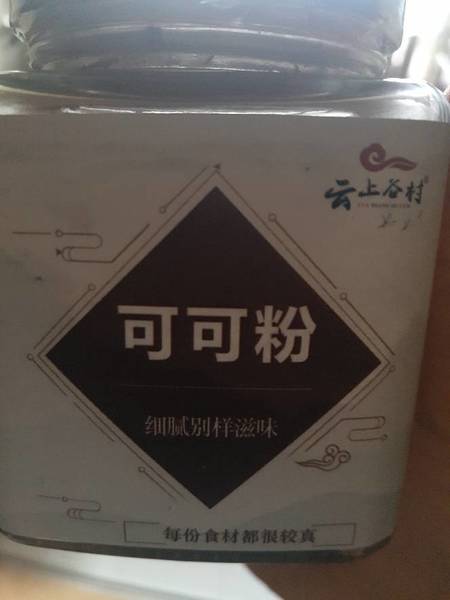 云上谷村
可可粉
细腻别样滋味
每份食材都很较真